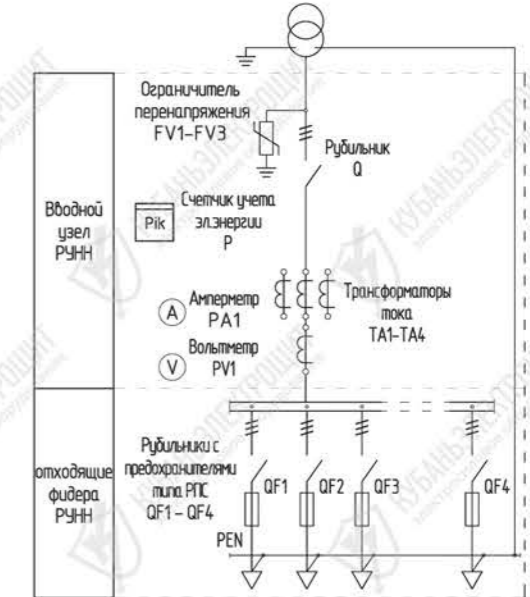 Ограничитель
перенапряжения
FV1-FV3
Рубильник
Q
Вводной
узел
РУНН
Счетчик учета
эл.энергии
P
Pik
Амперметр
PA1
A
Трансформаторы
тока
TA1-TA4
Вольтметр
PV1
V
отходящие
фидера
РУНН
Рубильники с
предохранителями
типа РПС
QF1 - QF4
QF1
QF2
QF3
QF4
PEN
КУБАНЬЭЛЕКТРОЩИТ